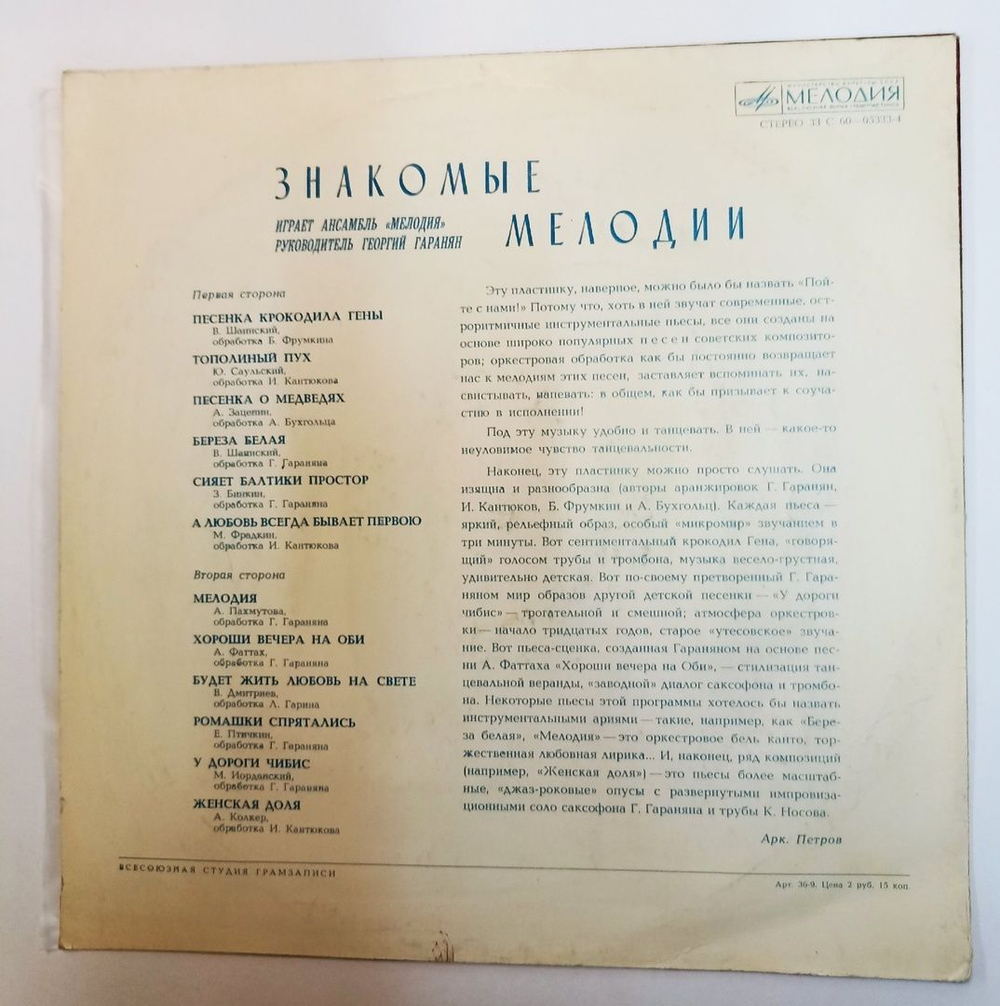 МЕЛОДИЯ
СТЕРЕО 33 С 60—05333-4
ЗНАКОМЫЕ
МЕЛОДИИ
ИГРАЕТ АНСАМБЛЬ «МЕЛОДИЯ»
РУКОВОДИТЕЛЬ ГЕОРГИЙ ГАРАНЯН
Первая сторона
ПЕСЕНКА КРОКОДИЛА ГЕНЫ
В. Шаинский,
обработка Б. Фрумкина
ТОПОЛИНЫЙ ПУХ
Ю. Саульский,
обработка И. Кантюкова
ПЕСЕНКА О МЕДВЕДЯХ
А. Зацепин,
обработка А. Бухгольца
БЕРЕЗА БЕЛАЯ
В. Шаинский,
обработка Г. Гараняна
СИЯЕТ БАЛТИКИ ПРОСТОР
З. Бинкин,
обработка Г. Гараняна
А ЛЮБОВЬ ВСЕГДА БЫВАЕТ ПЕРВОЮ
М. Фрадкин,
обработка И. Кантюкова
Вторая сторона
МЕЛОДИЯ
А. Пахмутова,
обработка Г. Гараняна
ХОРОШИ ВЕЧЕРА НА ОБИ
А. Фаттах,
обработка Г. Гараняна
БУДЕТ ЖИТЬ ЛЮБОВЬ НА СВЕТЕ
В. Дмитриев,
обработка Л. Гарина
РОМАШКИ СПРЯТАЛИСЬ
Е. Птичкин,
обработка Г. Гараняна
У ДОРОГИ ЧИБИС
М. Иорданский,
обработка Г. Гараняна
ЖЕНСКАЯ ДОЛЯ
А. Колкер,
обработка И. Кантюкова
Эту пластинку, наверное, можно было бы назвать «Пой-
те с нами!» Потому что, хоть в ней звучат современные, ост-
роритмичные инструментальные пьесы, все они созданы на
основе широко популярных песен советских композито-
ров; оркестровая обработка как бы постоянно возвращает
нас к мелодиям этих песен, заставляет вспоминать их, на-
свистывать, напевать: в общем, как бы призывает к соуча-
стию в исполнении!
Под эту музыку удобно и танцевать. В ней — какое-то
неуловимое чувство танцевальности.
Наконец, эту пластинку можно просто слушать. Она
изящна и разнообразна (авторы аранжировок Г. Гаранян,
И. Кантюков, Б. Фрумкин и А. Бухгольц). Каждая пьеса —
яркий, рельефный образ, особый «микромир» звучанием в
три минуты. Вот сентиментальный крокодил Гена, «говоря-
щий» голосом трубы и тромбона, музыка весело-грустная,
удивительно детская. Вот по-своему претворенный Г. Гара-
няном мир образов другой детской песенки — «У дороги
чибис» — трогательной и смешной; атмосфера оркестров-
ки — начало тридцатых годов, старое «утесовское» звуча-
ние. Вот пьеса-сценка, созданная Гараняном на основе пес-
ни А. Фаттаха «Хороши вечера на Оби», — стилизация тан-
цевальной веранды, «заводной» диалог саксофона и тромбо-
на. Некоторые пьесы этой программы хотелось бы назвать
инструментальными ариями — такие, например, как «Бере-
за белая», «Мелодия» — это оркестровое бель канто, тор-
жественная любовная лирика... И, наконец, ряд композиций
(например, «Женская доля») — это пьесы более масштаб-
ные, «джаз-роковые» опусы с развернутыми импровиза-
ционными соло саксофона Г. Гараняна и трубы К. Носова.
Арк. Петров
ВСЕСОЮЗНАЯ СТУДИЯ ГРАМЗАПИСИ
Арт. 36-9. Цена 2 руб. 15 коп.